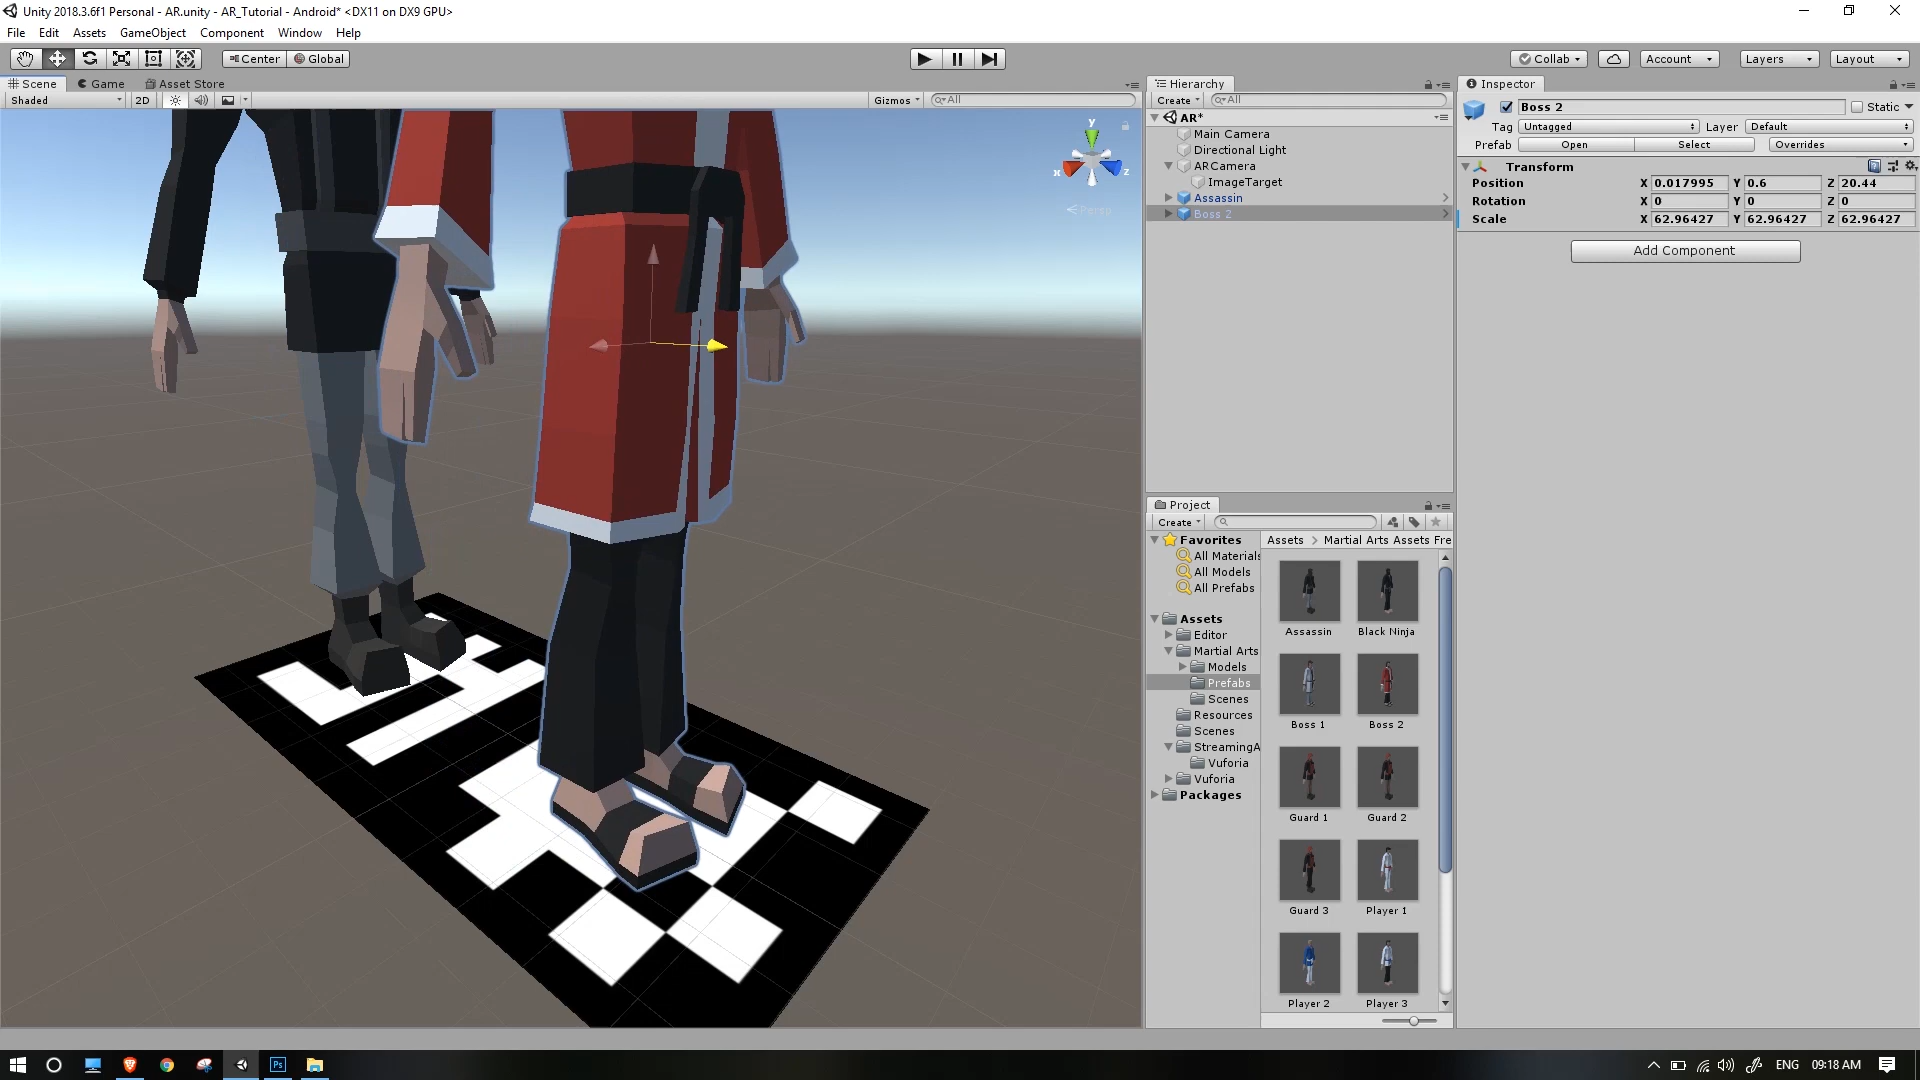 Unity 2018.3.6f1 Personal - AR.unity - AR_Tutorial - Android* <DX11 on DX9 GPU>
File Edit Assets GameObject Component Window Help
Center Global Collab Account Layers Layout
Scene Game Asset Store
Shaded 2D Gizmos All
y
x
z
Persp
Hierarchy
Create All
AR*
Main Camera
Directional Light
ARCamera
ImageTarget
Assassin
Boss 2
Inspector
Boss 2 Static
Tag Untagged Layer Default
Prefab Open Select Overrides
Transform
Position X 0.017995 Y 0.6 Z 20.44
Rotation X 0 Y 0 Z 0
Scale X 62.96427 Y 62.96427 Z 62.96427
Add Component
Project
Create
Favorites
All Materials
All Models
All Prefabs
Assets
Editor
Martial Arts
Models
Prefabs
Scenes
Resources
Scenes
StreamingA
Vuforia
Vuforia
Packages
Assets > Martial Arts Assets Fre
Assassin Black Ninja
Boss 1 Boss 2
Guard 1 Guard 2
Guard 3 Player 1
Player 2 Player 3
Ps
ENG 09:18 AM